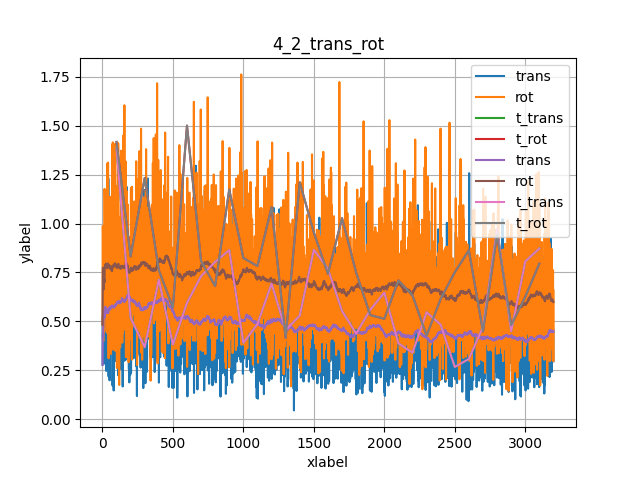 4_2_trans_rot
1.75
1.50
1.25
1.00
0.75
0.50
0.25
0.00
ylabel
trans
rot
t_trans
t_rot
trans
rot
t_trans
t_rot
0 500 1000 1500 2000 2500 3000
xlabel